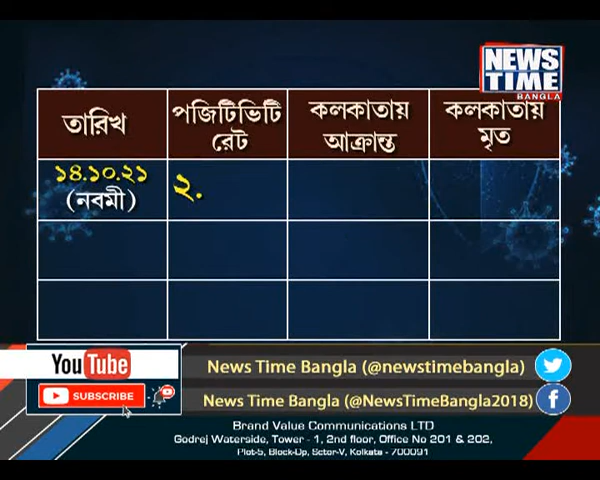 NEWS
TIME
BANGLA
তারিখ
পজিটিভিটি
রেট
কলকাতায়
আক্রান্ত
কলকাতায়
মৃত
১৪.১০.২১
(নবমী)
২.
YouTube
SUBSCRIBE
News Time Bangla (@newstimebangla)
News Time Bangla (@NewsTimeBangla2018)
Brand Value Communications LTD
Godrej Waterside, Tower - 1, 2nd floor, Office No 201 & 202,
Plot-5, Block-Dp, Sctor-V, Kolkata - 700091